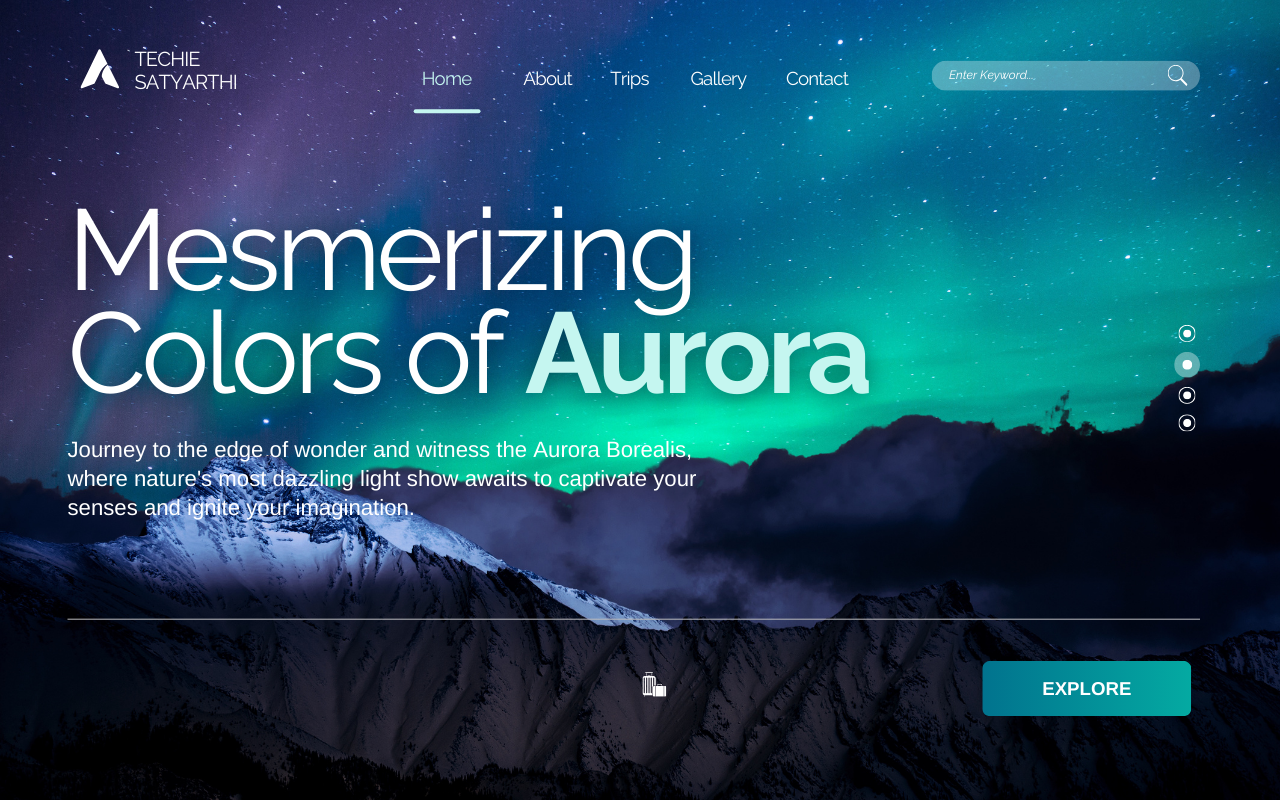 TECHIE
SATYARTHI
Home About Trips Gallery Contact
Enter Keyword...
Mesmerizing
Colors of Aurora
Journey to the edge of wonder and witness the Aurora Borealis,
where nature's most dazzling light show awaits to captivate your
senses and ignite your imagination.
EXPLORE